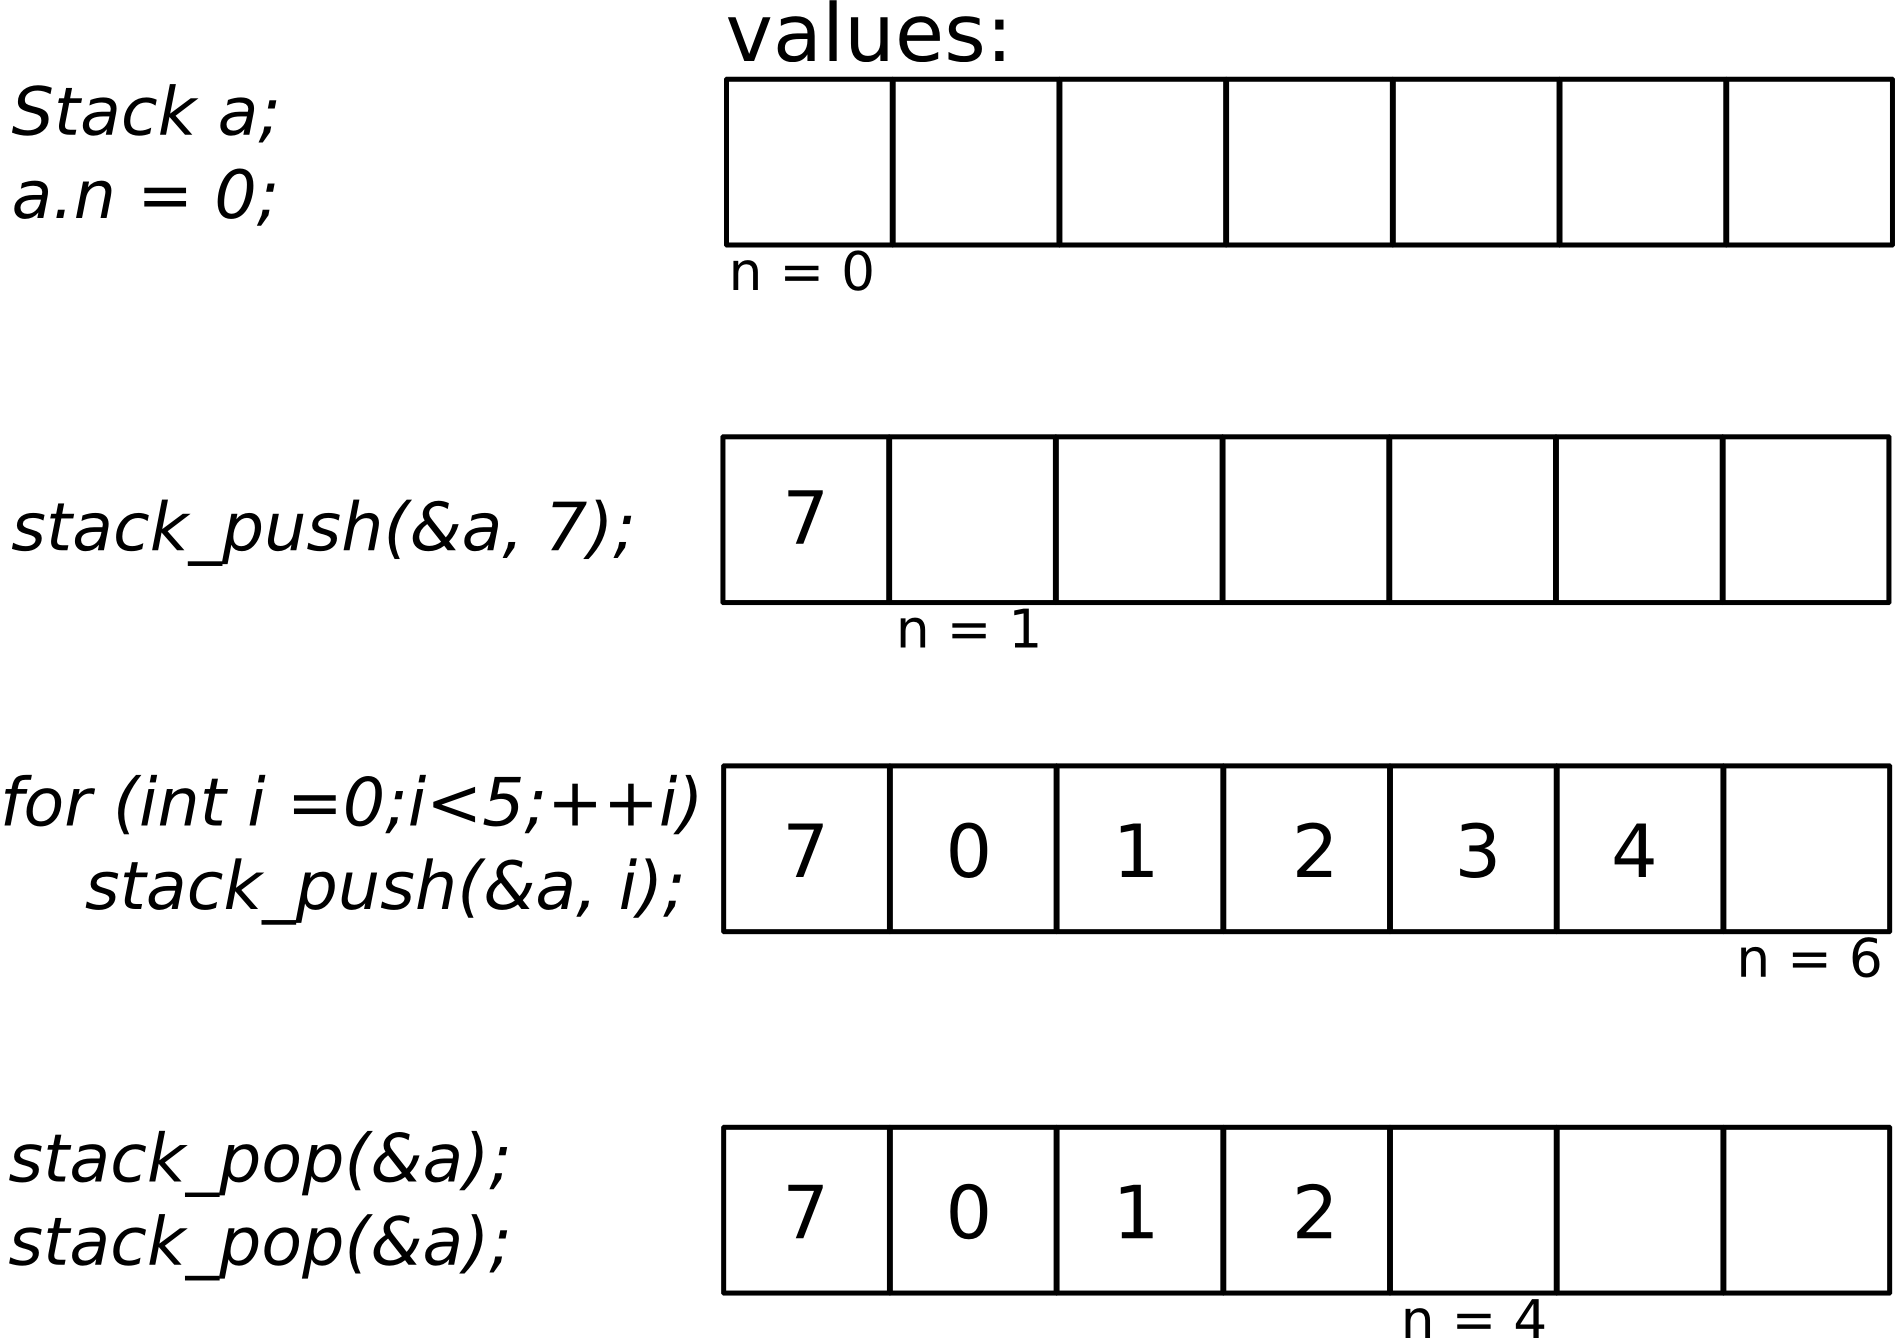 values:
Stack a;
a.n = 0;
n = 0
stack_push(&a, 7);
7
n = 1
for (int i =0;i<5;++i)
stack_push(&a, i);
7 0 1 2 3 4
n = 6
stack_pop(&a);
stack_pop(&a);
7 0 1 2
n = 4